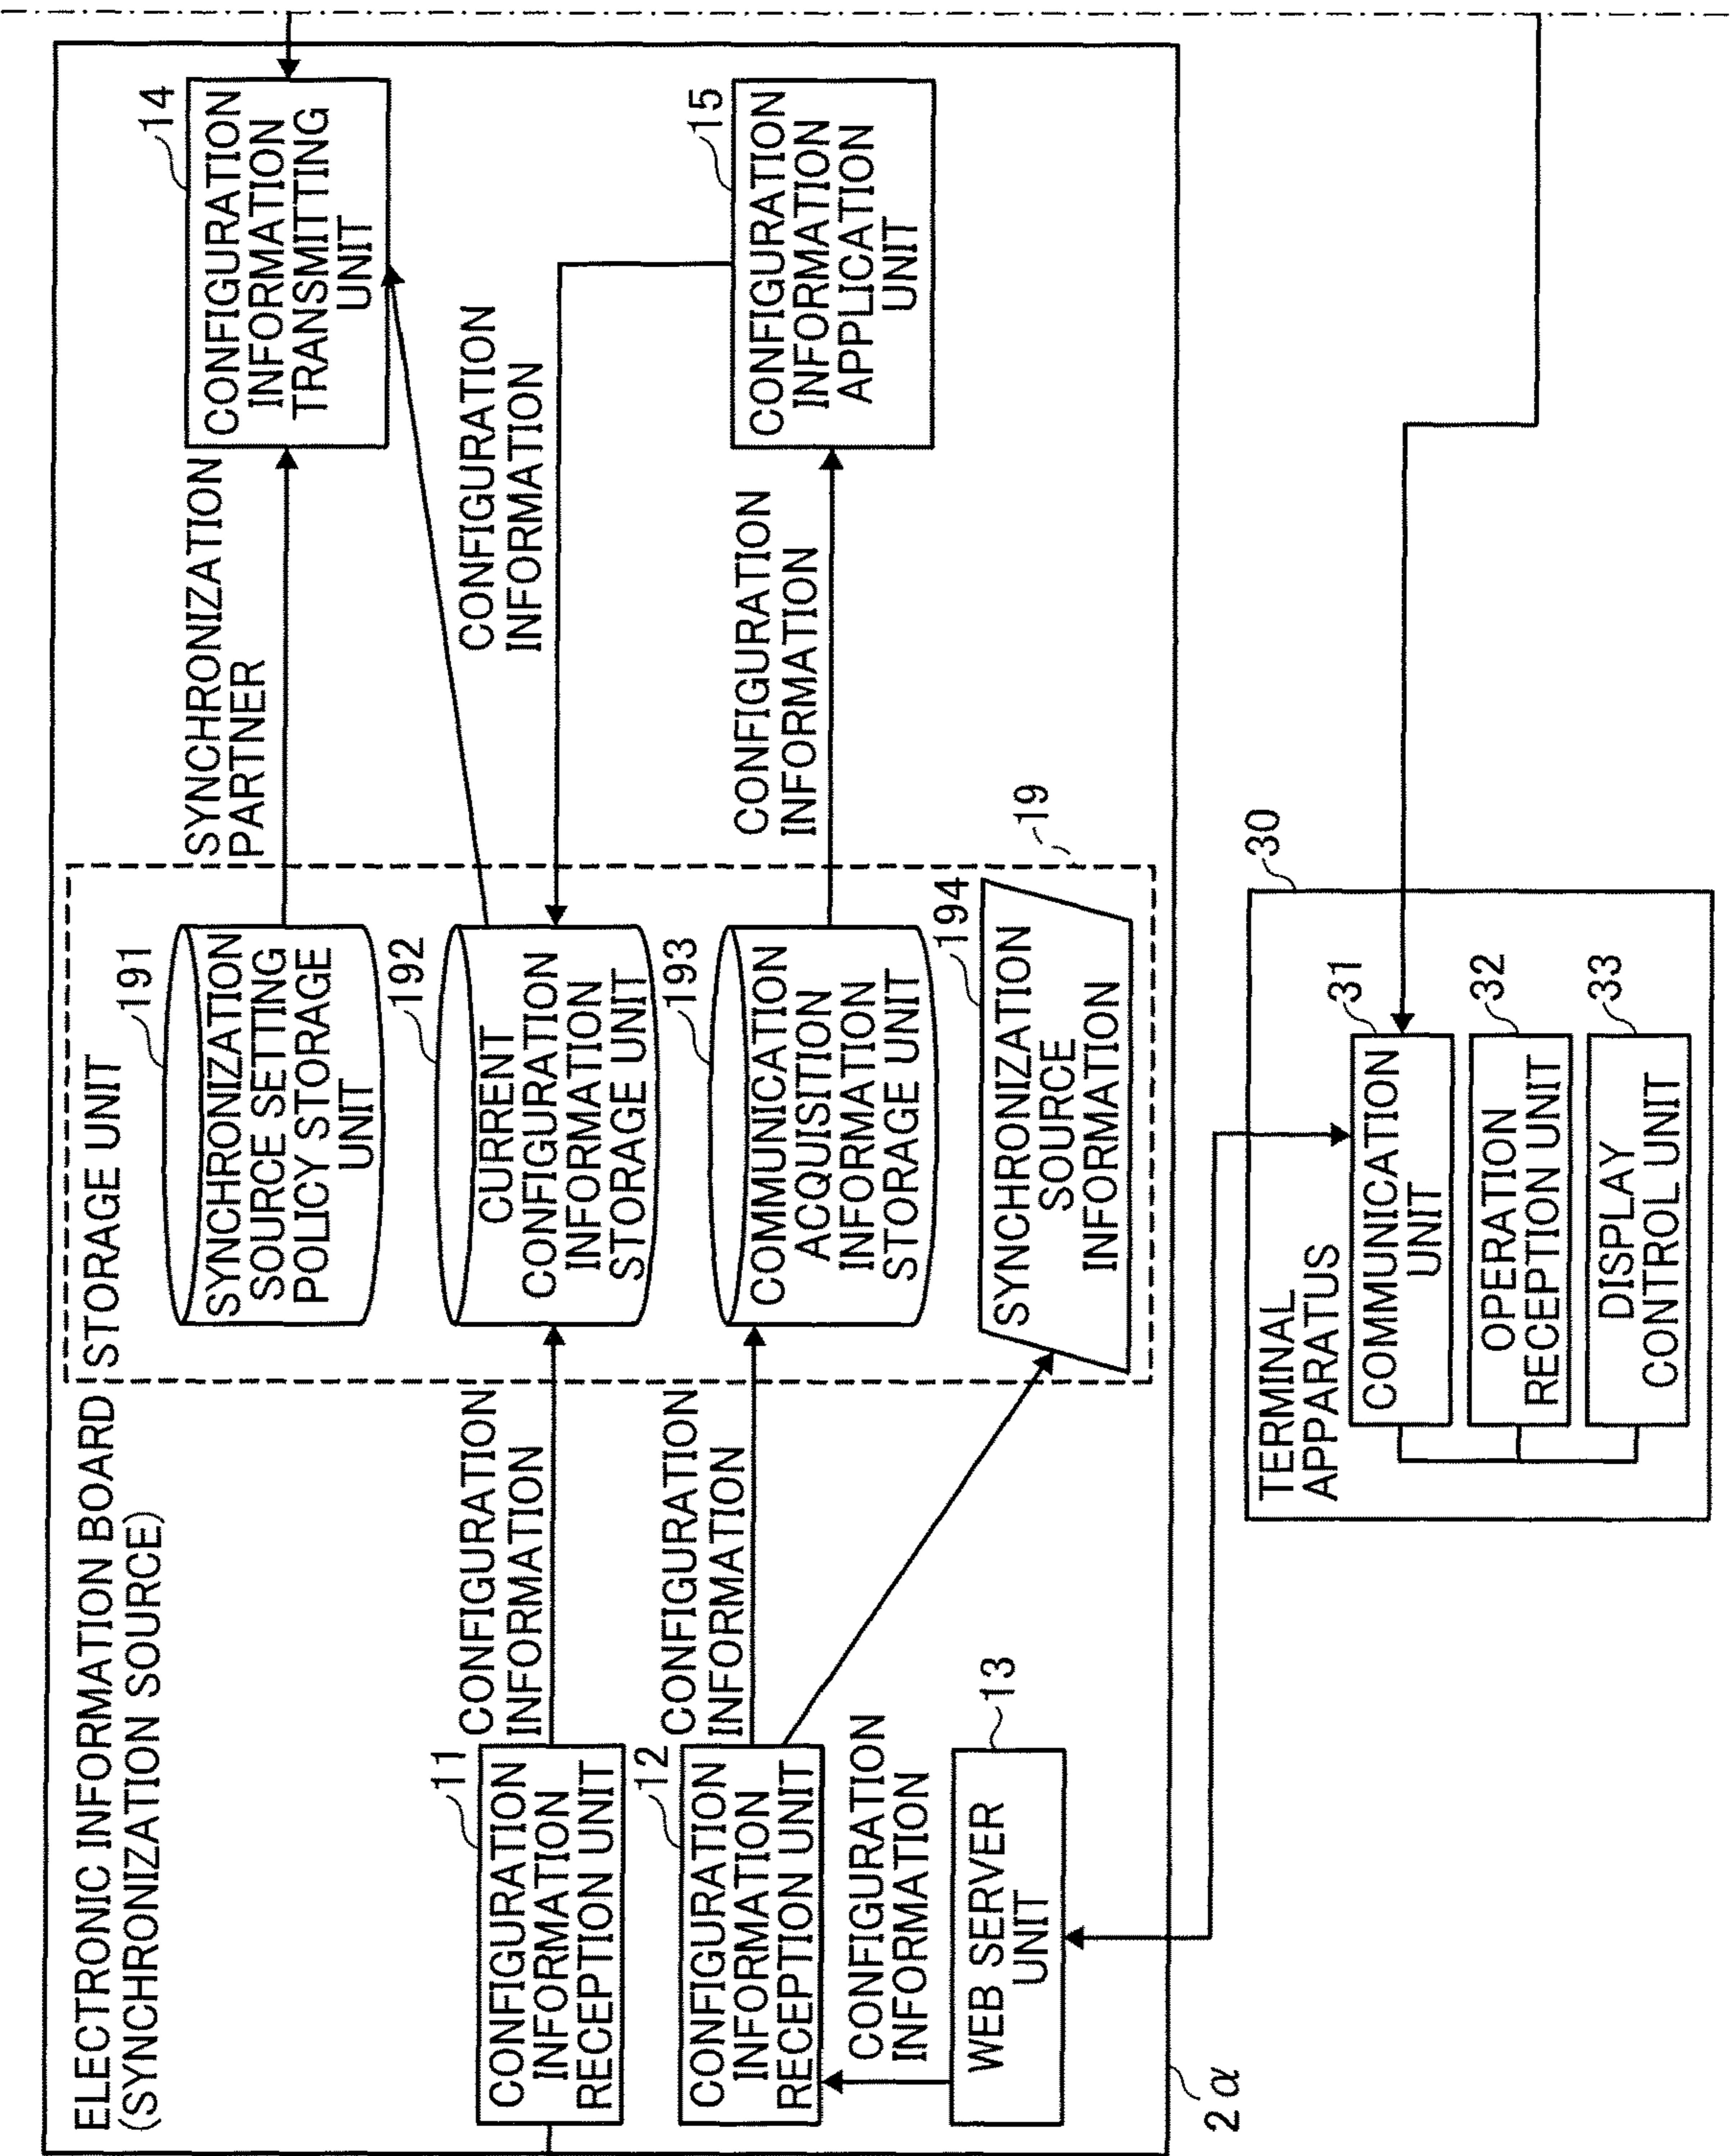 ELECTRONIC INFORMATION BOARD
(SYNCHRONIZATION SOURCE)
11
CONFIGURATION
INFORMATION
RECEPTION UNIT
12
CONFIGURATION
INFORMATION
RECEPTION UNIT
CONFIGURATION
INFORMATION
13
WEB SERVER
UNIT
2α
CONFIGURATION
INFORMATION
CONFIGURATION
INFORMATION
STORAGE UNIT
191
SYNCHRONIZATION
SOURCE SETTING
POLICY STORAGE
UNIT
192
CURRENT
CONFIGURATION
INFORMATION
STORAGE UNIT
193
COMMUNICATION
ACQUISITION
INFORMATION
STORAGE UNIT
194
SYNCHRONIZATION
SOURCE
INFORMATION
19
SYNCHRONIZATION
PARTNER
CONFIGURATION
INFORMATION
CONFIGURATION
INFORMATION
14
CONFIGURATION
INFORMATION
TRANSMITTING
UNIT
15
CONFIGURATION
INFORMATION
APPLICATION
UNIT
TERMINAL
APPARATUS
30
31
COMMUNICATION
UNIT
32
OPERATION
RECEPTION UNIT
33
DISPLAY
CONTROL UNIT